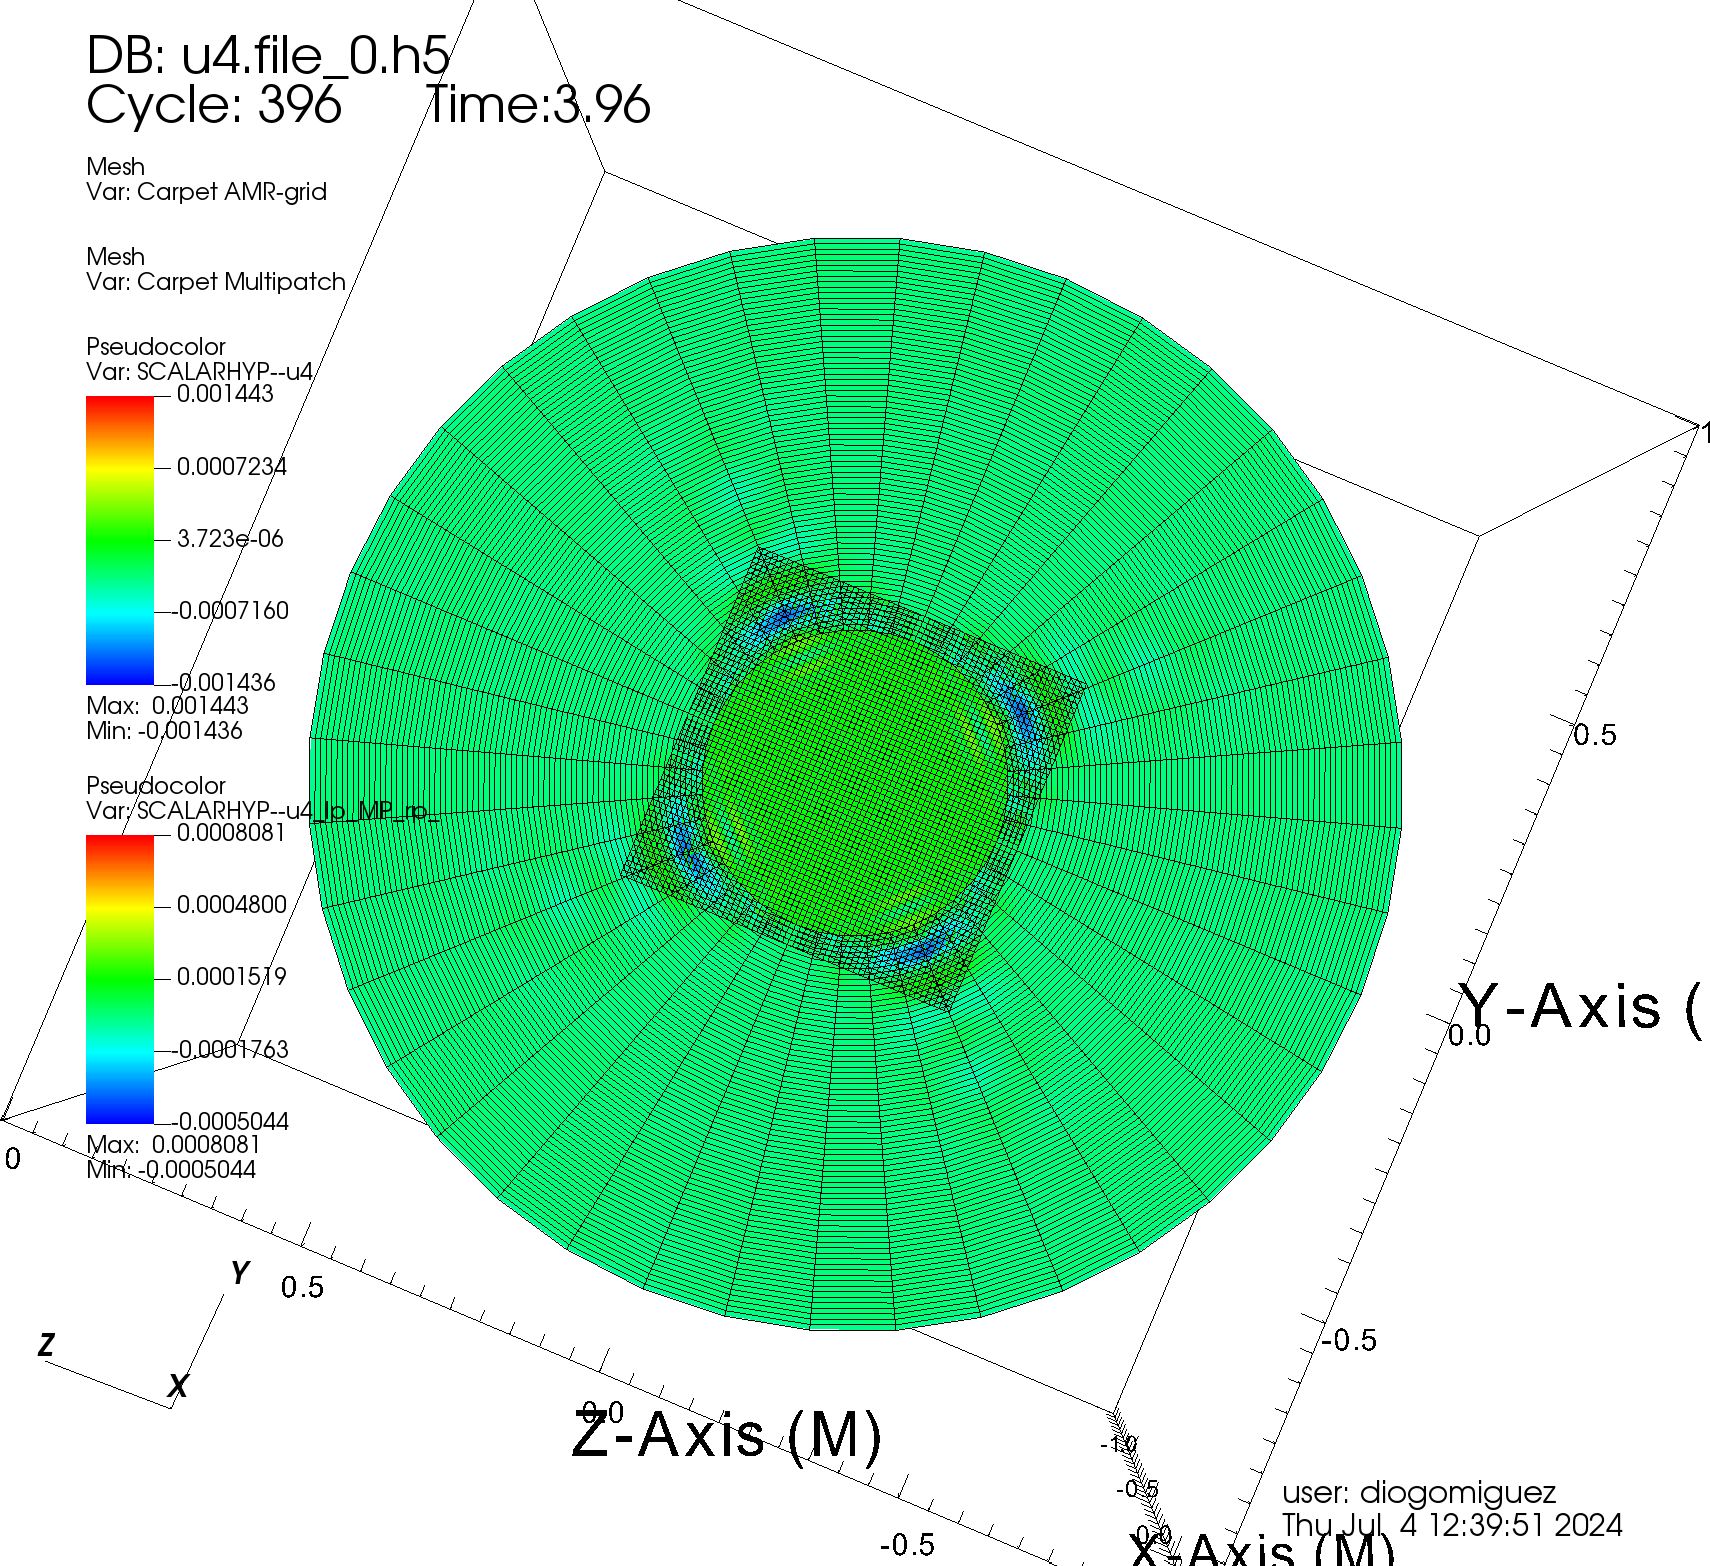 DB: u4.file_0.h5
Cycle: 396 Time:3.96
Mesh
Var: Carpet AMR-grid
Mesh
Var: Carpet Multipatch
Pseudocolor
Var: SCALARHYP--u4
0.001443
0.0007234
3.723e-06
-0.0007160
-0.001436
Max: 0.001443
Min: -0.001436
Pseudocolor
Var: SCALARHYP--u4_Ip_MP_rp_
0.0008081
0.0004800
0.0001519
-0.0001763
-0.0005044
Max: 0.0008081
Min: -0.0005044
1
0.5
Y-Axis (
0.0
-0.5
0
0.5
0.0
Z-Axis (M)
-0.5
Y
Z
X
-1.0
-0.5
0.0
X-Axis (M)
user: diogomiguez
Thu Jul 4 12:39:51 2024